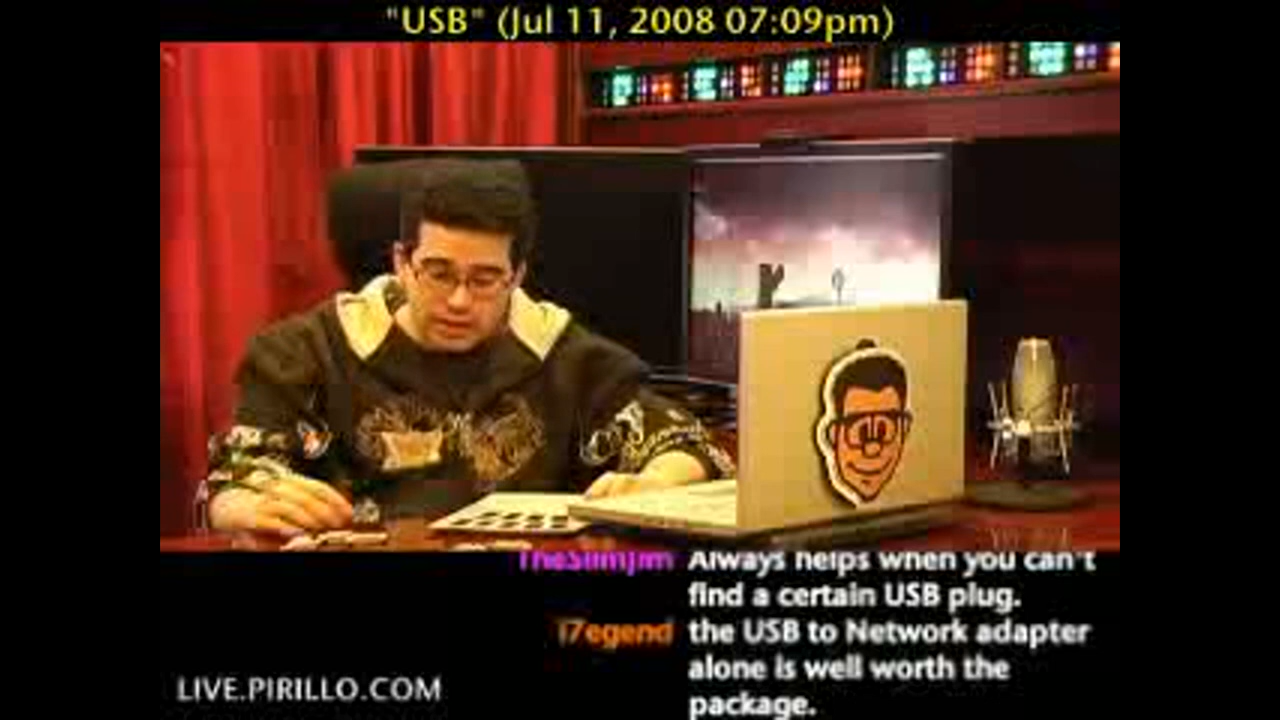 "USB" (Jul 11, 2008 07:09pm)
TheSlimJim Always helps when you can't
find a certain USB plug.
i7egend the USB to Network adapter
alone is well worth the
package.
LIVE.PIRILLO.COM